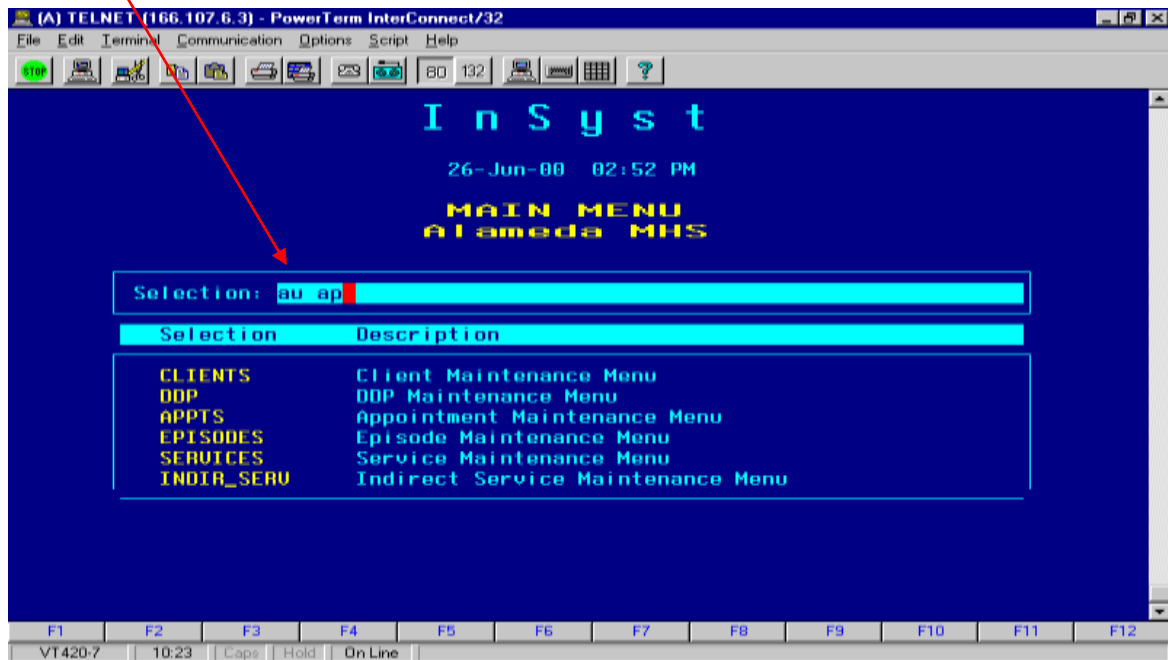 (A) TELNET (166.107.6.3) - PowerTerm InterConnect/32
File Edit Terminal Communication Options Script Help
STOP 80 132 ?
InSyst
26-Jun-00 02:52 PM
MAIN MENU
Alameda MHS
Selection: au ap
Selection Description
CLIENTS Client Maintenance Menu
DDP DDP Maintenance Menu
APPTS Appointment Maintenance Menu
EPISODES Episode Maintenance Menu
SERVICES Service Maintenance Menu
INDIR_SERV Indirect Service Maintenance Menu
F1 F2 F3 F4 F5 F6 F7 F8 F9 F10 F11 F12
VT420-7 10:23 Caps Hold On Line